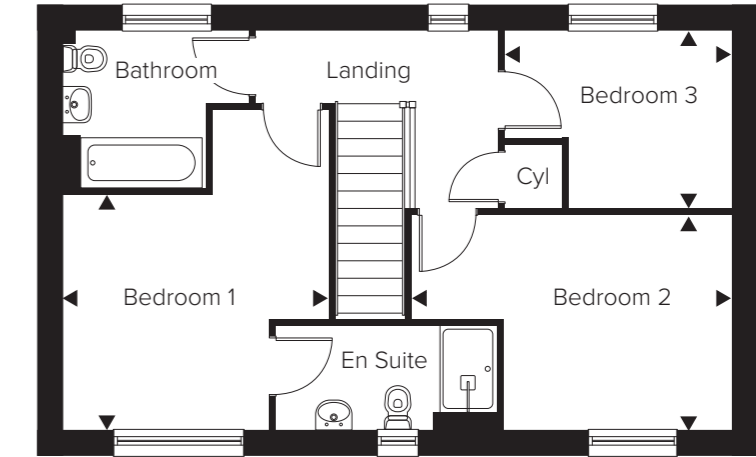 Bathroom
Landing
Bedroom 3
Cyl
Bedroom 1
Bedroom 2
En Suite